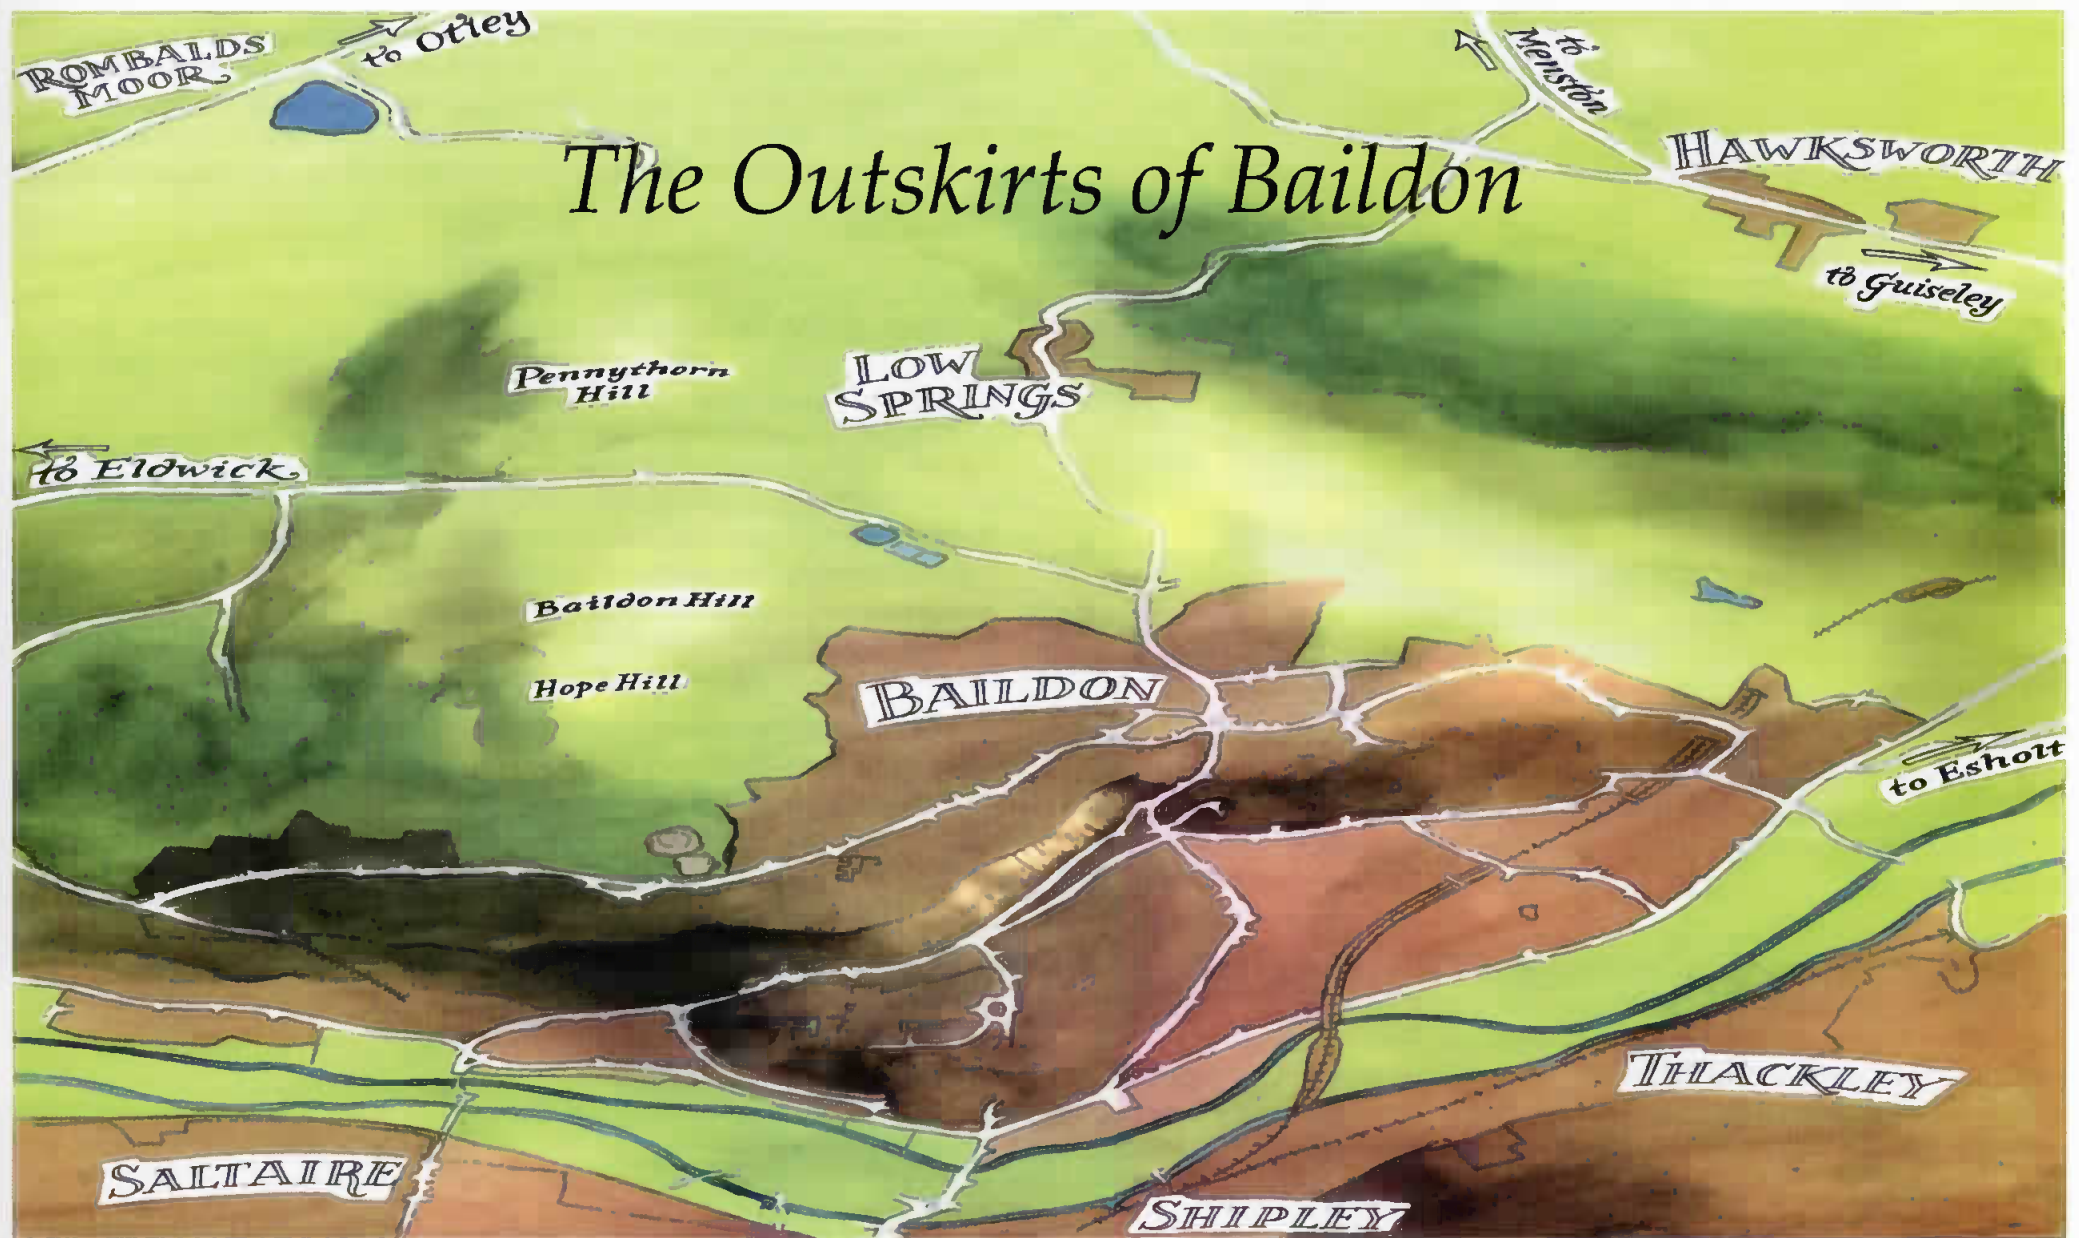 ROMBALDS
MOOR
to Otley
to
Menston
The Outskirts of Baildon
HAWKSWORTH
to Guiseley
Pennythorn
Hill
LOW
SPRINGS
to Eldwick
Baildon Hill
Hope Hill
BAILDON
to Esholt
THACKLEY
SALTAIRE
SHIPLEY